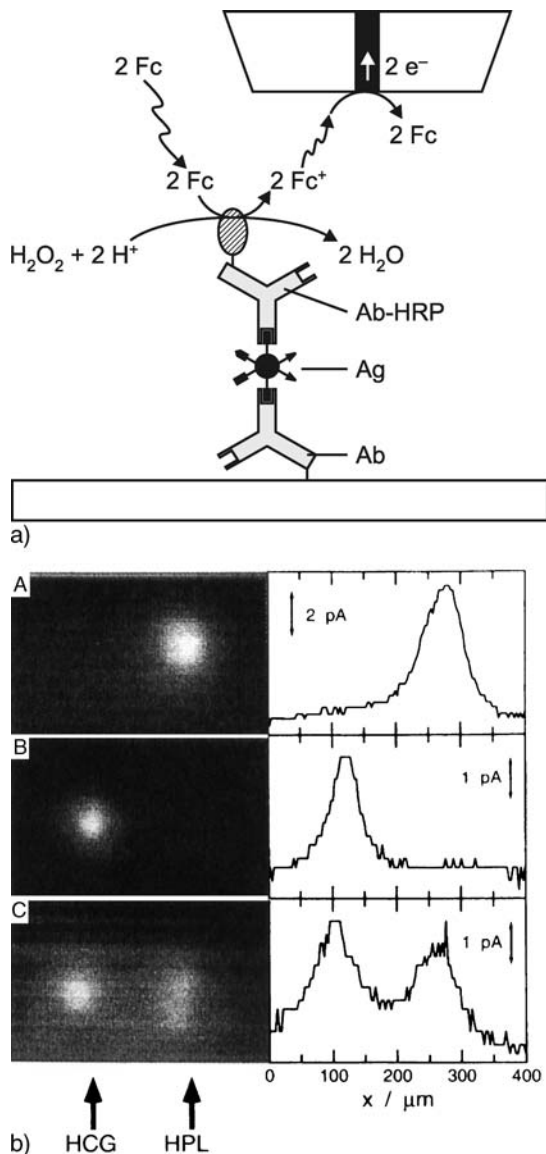 2 Fc
2 e⁻
2 Fc
2 Fc
2 Fc⁺
H₂O₂ + 2 H⁺
2 H₂O
Ab-HRP
Ag
Ab
a)
A
2 pA
B
1 pA
C
1 pA
0 100 200 300 400
x / μm
b) HCG HPL